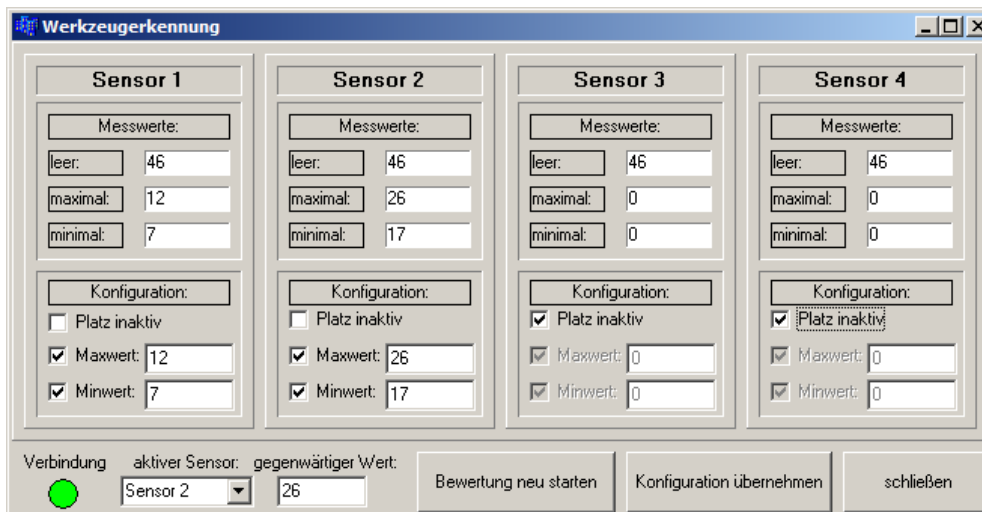 Werkzeugerkennung
Sensor 1
Messwerte:
leer: 46
maximal: 12
minimal: 7
Konfiguration:
Platz inaktiv
Maxwert: 12
Minwert: 7
Sensor 2
Messwerte:
leer: 46
maximal: 26
minimal: 17
Konfiguration:
Platz inaktiv
Maxwert: 26
Minwert: 17
Sensor 3
Messwerte:
leer: 46
maximal: 0
minimal: 0
Konfiguration:
Platz inaktiv
Maxwert: 0
Minwert: 0
Sensor 4
Messwerte:
leer: 46
maximal: 0
minimal: 0
Konfiguration:
Platz inaktiv
Maxwert: 0
Minwert: 0
Verbindung
aktiver Sensor:
Sensor 2
gegenwärtiger Wert:
26
Bewertung neu starten
Konfiguration übernehmen
schließen